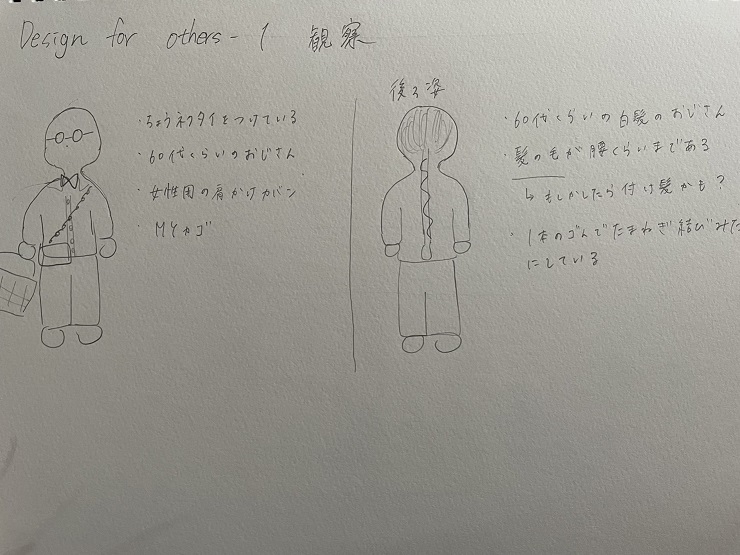 Design for others - 1 観察
・ちょうネクタイをつけている
・60代くらいのおじさん
・女性用の肩かけカバン
・MYカゴ
後ろ姿
・60代くらいの白髪のおじさん
・髪の毛が腰くらいまである
↳もしかしたら付け髪かも？
・1本のゴムでたまねぎ結びみた
にしている